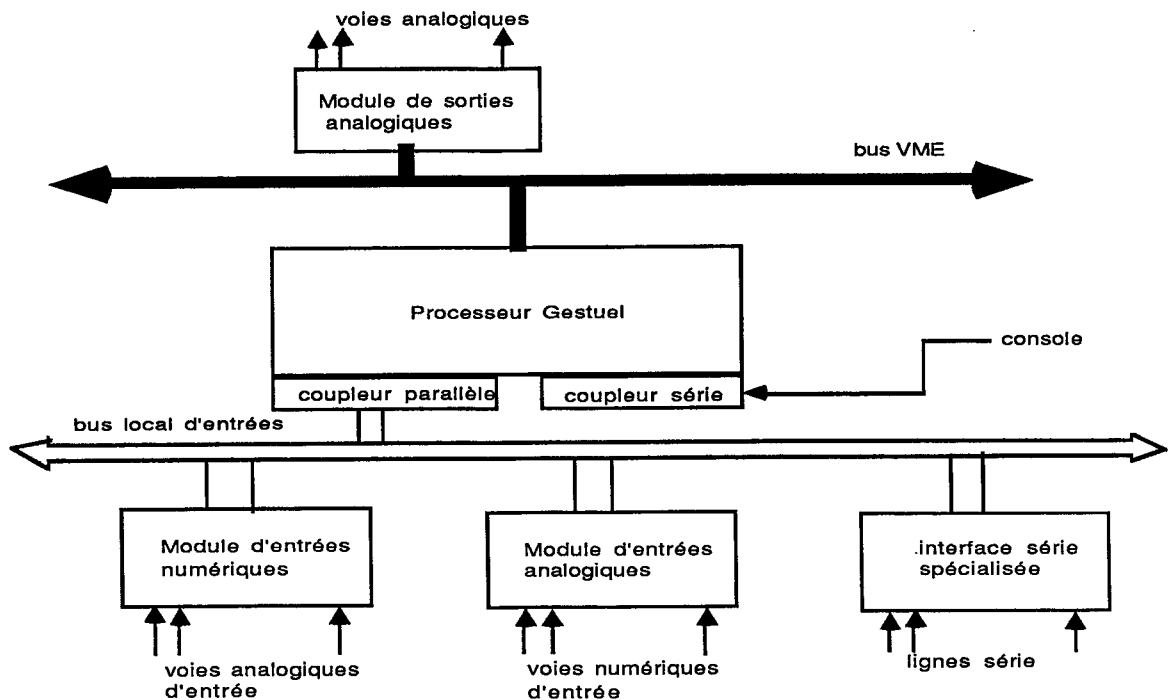 voies analogiques
Module de sorties
analogiques
bus VME
Processeur Gestuel
console
coupleur parallèle
coupleur série
bus local d'entrées
Module d'entrées
numériques
Module d'entrées
analogiques
.interface série
spécialisée
voies analogiques
d'entrée
voies numériques
d'entrée
lignes série